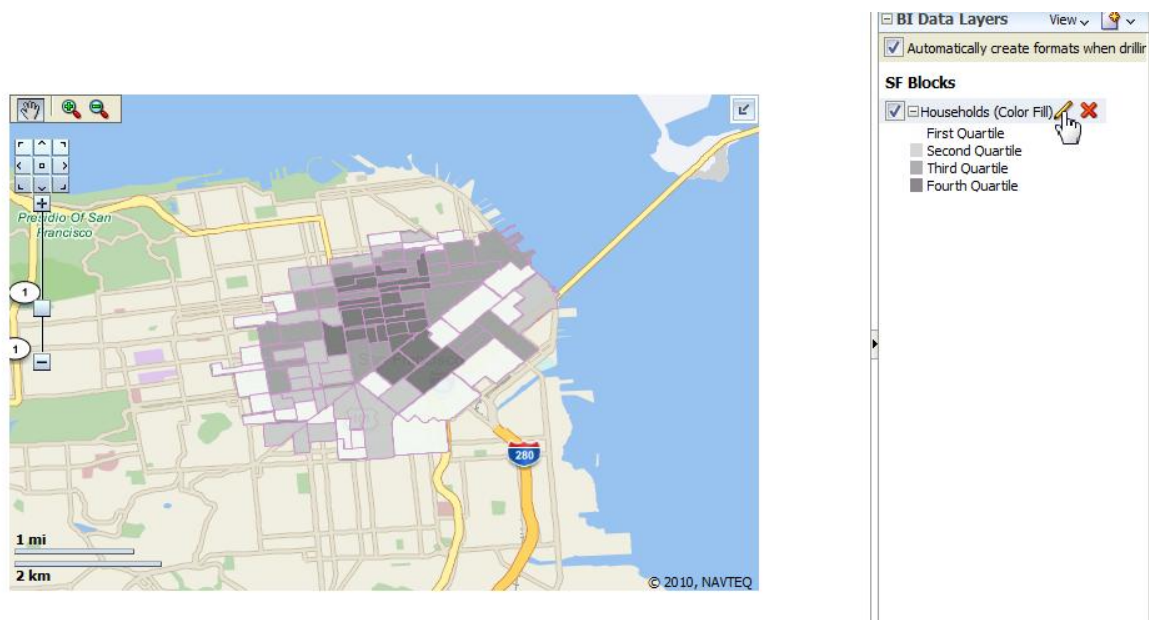 BI Data Layers View
Automatically create formats when drillin
SF Blocks
Households (Color Fill)
First Quartile
Second Quartile
Third Quartile
Fourth Quartile
Presidio Of San
Francisco
1
1
280
1 mi
2 km
© 2010, NAVTEQ